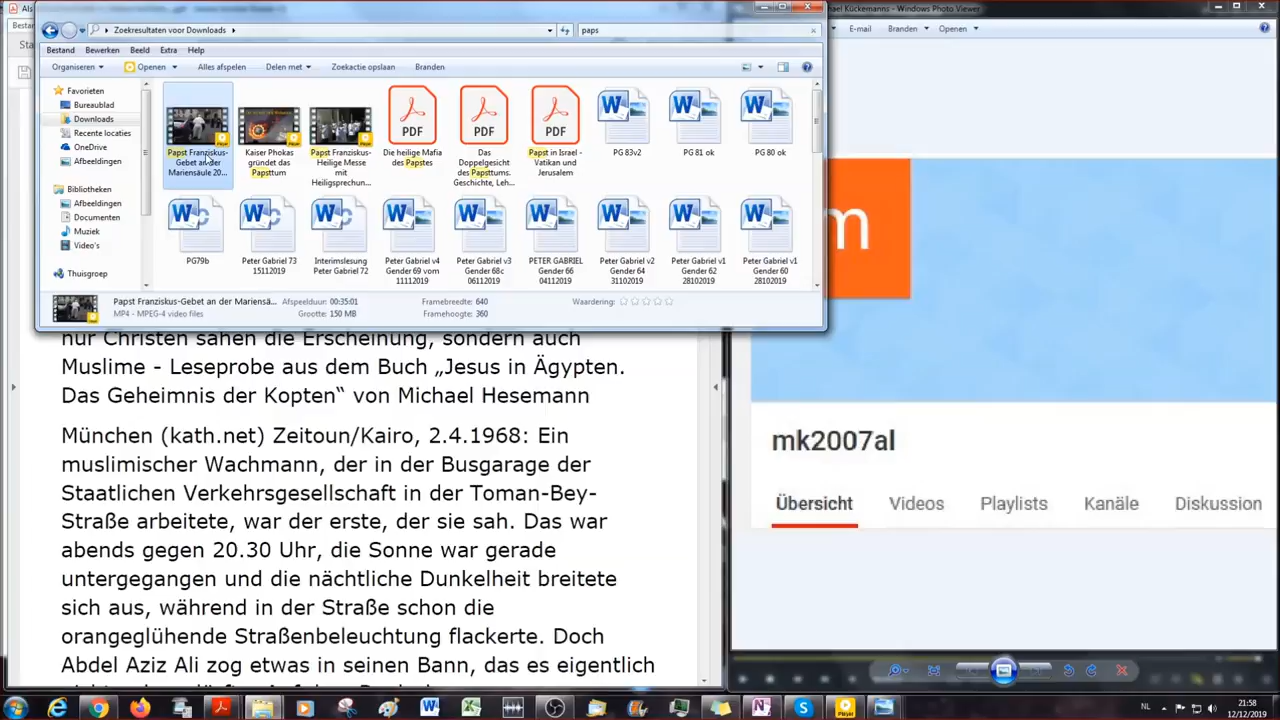 Als
hael Kückemanns - Windows Photo Viewer
Zoekresultaten voor Downloads
paps
E-mail Branden Openen
Bestand Bewerken Beeld Extra Help
Organiseren Openen Alles afspelen Delen met Zoekactie opslaan Branden
Favorieten
Bureaublad
Downloads
Recente locaties
OneDrive
Afbeeldingen
Bibliotheken
Afbeeldingen
Documenten
Muziek
Video's
Thuisgroep
Papst Franziskus-
Gebet an der
Mariensäule 20...
Kaiser Phokas
gründet das
Papsttum
Papst Franziskus-
Heilige Messe
mit
Heiligsprechun...
PDF
Die heilige Mafia
des Papstes
PDF
Das
Doppelgesicht
des Papsttums.
Geschichte, Leh...
PDF
Papst in Israel -
Vatikan und
Jerusalem
PG 83v2
PG 81 ok
PG 80 ok
PG79b
Peter Gabriel 73
15112019
Interimslesung
Peter Gabriel 72
Peter Gabriel v4
Gender 69 vom
11112019
Peter Gabriel v3
Gender 68c
06112019
PETER GABRIEL
Gender 66
04112019
Peter Gabriel v2
Gender 64
31102019
Peter Gabriel v1
Gender 62
28102019
Peter Gabriel v1
Gender 60
28102019
Papst Franziskus-Gebet an der Mariensä... Afspeelduur: 00:35:01 Framebreedte: 640 Waardering:
MP4 - MPEG-4 video files Grootte: 150 MB Framehoogte: 360
nur Christen sahen die Erscheinung, sondern auch
Muslime - Leseprobe aus dem Buch „Jesus in Ägypten.
Das Geheimnis der Kopten“ von Michael Hesemann
München (kath.net) Zeitoun/Kairo, 2.4.1968: Ein
muslimischer Wachmann, der in der Busgarage der
Staatlichen Verkehrsgesellschaft in der Toman-Bey-
Straße arbeitete, war der erste, der sie sah. Das war
abends gegen 20.30 Uhr, die Sonne war gerade
untergegangen und die nächtliche Dunkelheit breitete
sich aus, während in der Straße schon die
orangeglühende Straßenbeleuchtung flackerte. Doch
Abdel Aziz Ali zog etwas in seinen Bann, das es eigentlich
m
mk2007al
Übersicht Videos Playlists Kanäle Diskussion
NL
21:58
12/12/2019